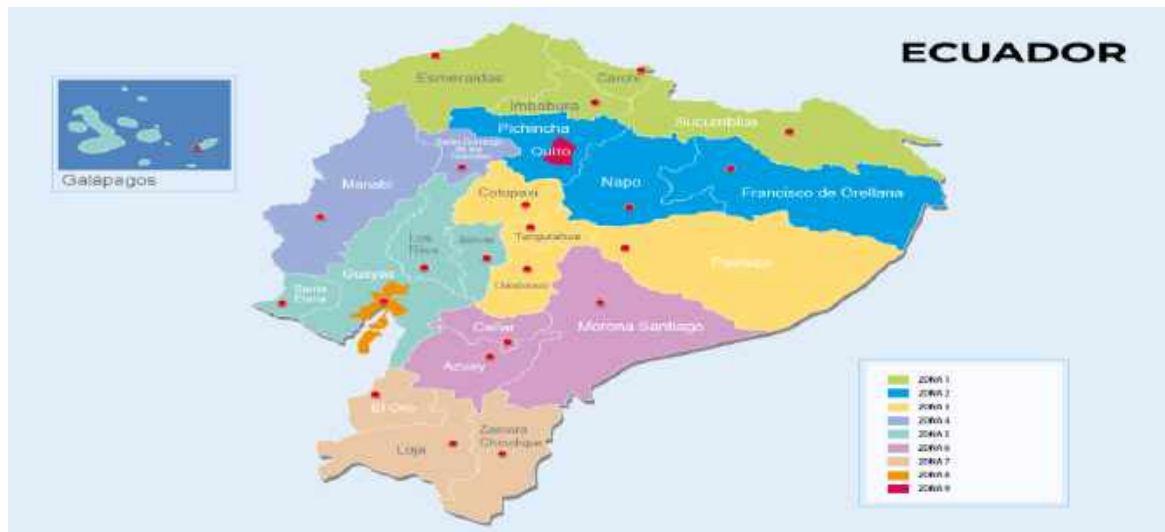 ECUADOR
Esmeraldas
Carchi
Imbabura
Sucumbíos
Pichincha
Quito
Galápagos
Manabí
Napo
Francisco de Orellana
Cotopaxi
Tungurahua
Los
Ríos
Bolívar
Pastaza
Guayas
Santa
Elena
Chimborazo
Cañar
Morona Santiago
Azuay
El Oro
Zamora
Chinchipe
Loja
ZONA 1
ZONA 2
ZONA 3
ZONA 4
ZONA 5
ZONA 6
ZONA 7
ZONA 8
ZONA 9